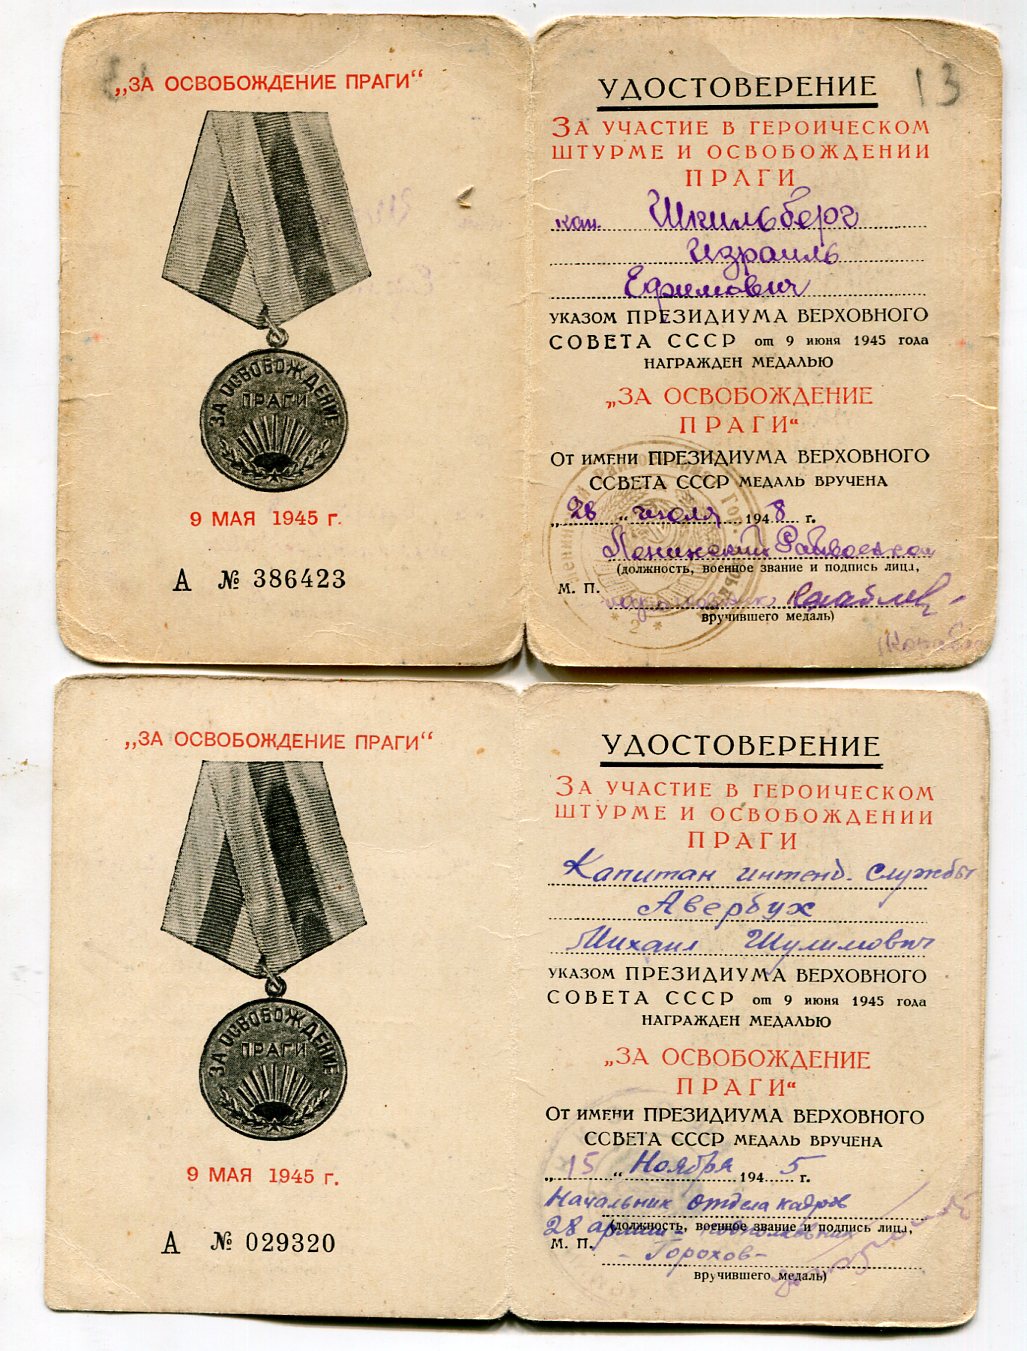 „ЗА ОСВОБОЖДЕНИЕ ПРАГИ“
ЗА ОСВОБОЖДЕНИЕ
ПРАГИ
9 МАЯ 1945 г.
А № 386423
13
УДОСТОВЕРЕНИЕ
ЗА УЧАСТИЕ В ГЕРОИЧЕСКОМ
ШТУРМЕ И ОСВОБОЖДЕНИИ
ПРАГИ
кап. Шкильберг
Израиль
Ефимович
УКАЗОМ ПРЕЗИДИУМА ВЕРХОВНОГО
СОВЕТА СССР от 9 июня 1945 года
НАГРАЖДЕН МЕДАЛЬЮ
„ЗА ОСВОБОЖДЕНИЕ
ПРАГИ“
ОТ ИМЕНИ ПРЕЗИДИУМА ВЕРХОВНОГО
ССВЕТА СССР МЕДАЛЬ ВРУЧЕНА
„28“ июля 1948 г.
Ленинский Райвоенком
(должность, военное звание и подпись лица,
М. П.
вручившего медаль)
„ЗА ОСВОБОЖДЕНИЕ ПРАГИ“
ЗА ОСВОБОЖДЕНИЕ
ПРАГИ
9 МАЯ 1945 г.
А № 029320
УДОСТОВЕРЕНИЕ
ЗА УЧАСТИЕ В ГЕРОИЧЕСКОМ
ШТУРМЕ И ОСВОБОЖДЕНИИ
ПРАГИ
Капитан интенд. службы
Авербух
Михаил Шулимович
УКАЗОМ ПРЕЗИДИУМА ВЕРХОВНОГО
СОВЕТА СССР от 9 июня 1945 года
НАГРАЖДЕН МЕДАЛЬЮ
„ЗА ОСВОБОЖДЕНИЕ
ПРАГИ“
ОТ ИМЕНИ ПРЕЗИДИУМА ВЕРХОВНОГО
ССВЕТА СССР МЕДАЛЬ ВРУЧЕНА
„15“ Ноября 1945 г.
Начальник отдела кадров
(должность, военное звание и подпись лица,
28 армии - подполковник
М. П. - Горохов -
вручившего медаль)